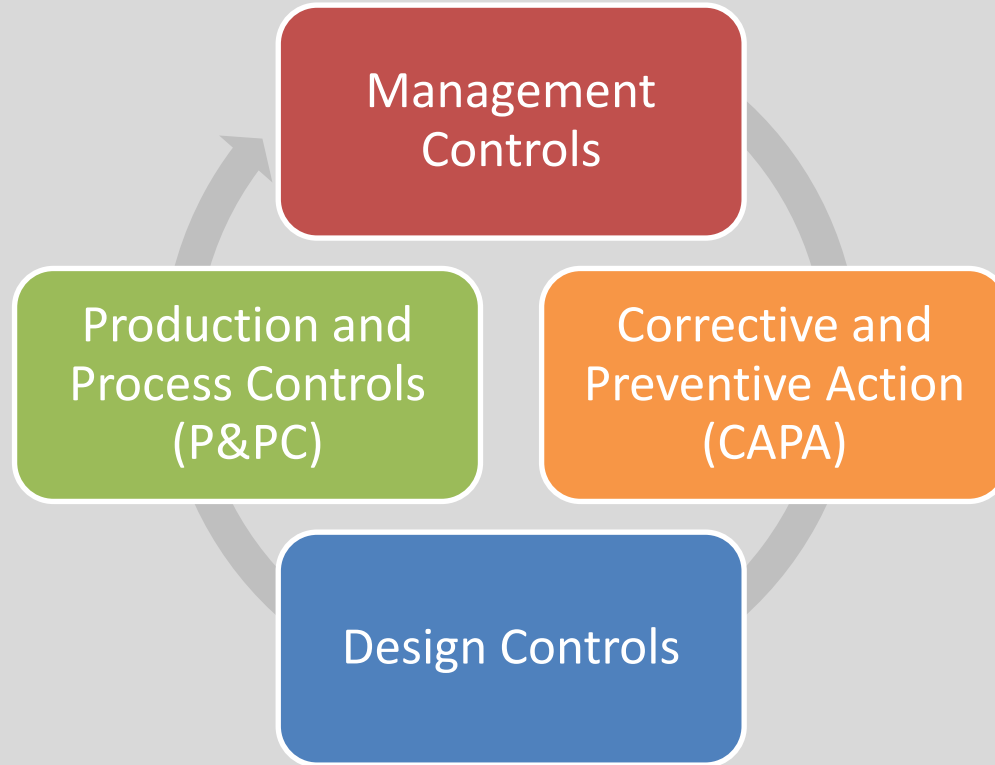 Management
Controls
Production and
Process Controls
(P&PC)
Corrective and
Preventive Action
(CAPA)
Design Controls